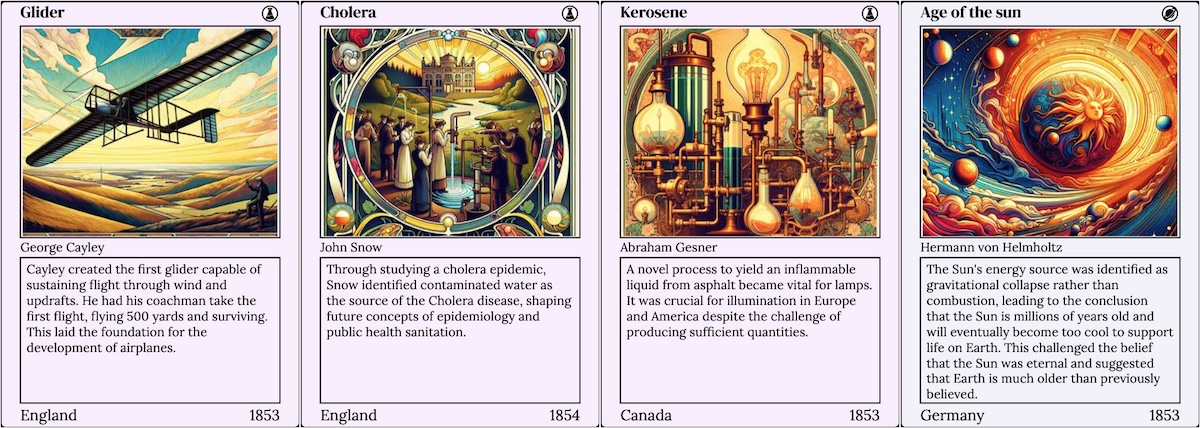 Glider
George Cayley
Cayley created the first glider capable of
sustaining flight through wind and
updrafts. He had his coachman take the
first flight, flying 500 yards and surviving.
This laid the foundation for the
development of airplanes.
England 1853
Cholera
John Snow
Through studying a cholera epidemic,
Snow identified contaminated water as
the source of the Cholera disease, shaping
future concepts of epidemiology and
public health sanitation.
England 1854
Kerosene
Abraham Gesner
A novel process to yield an inflammable
liquid from asphalt became vital for lamps.
It was crucial for illumination in Europe
and America despite the challenge of
producing sufficient quantities.
Canada 1853
Age of the sun
Hermann von Helmholtz
The Sun's energy source was identified as
gravitational collapse rather than
combustion, leading to the conclusion
that the Sun is millions of years old and
will eventually become too cool to support
life on Earth. This challenged the belief
that the Sun was eternal and suggested
that Earth is much older than previously
believed.
Germany 1853